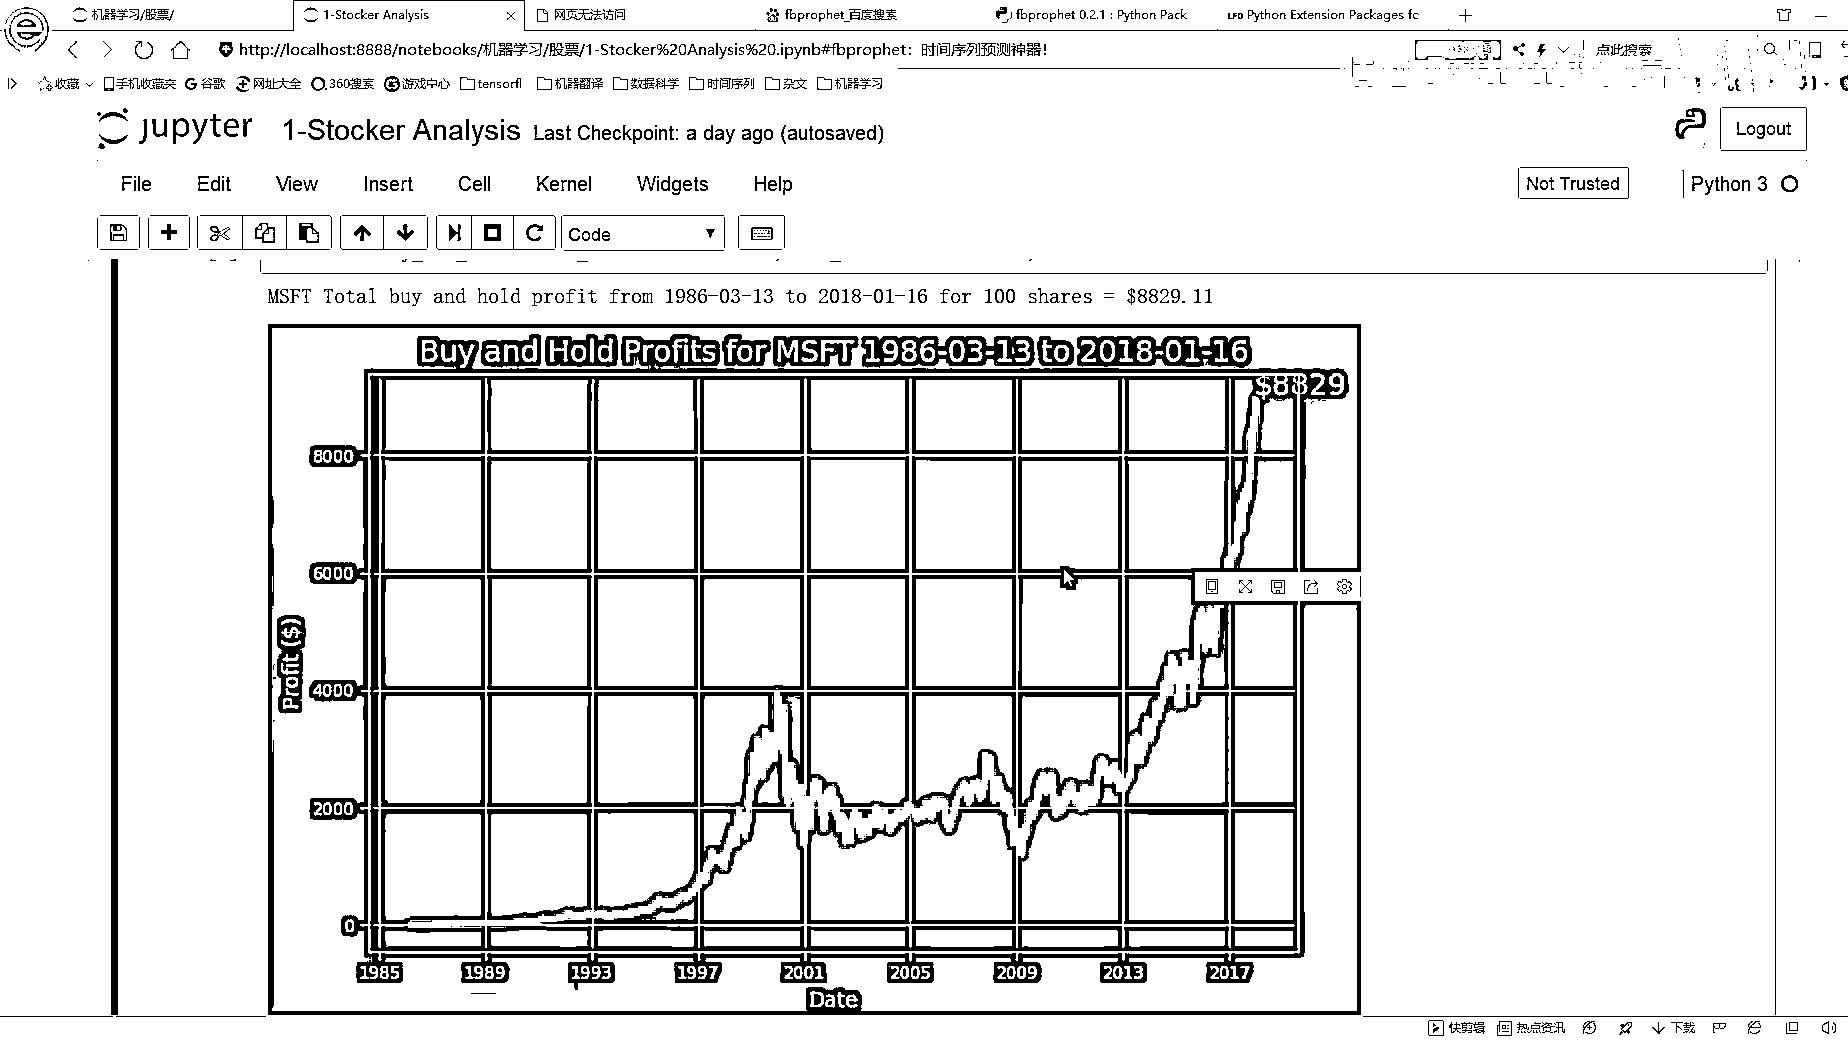 机器学习/股票/ 1-Stocker Analysis 网页无法访问 fbprophet_百度搜索 fbprophet 0.2.1 : Python Pack LFD Python Extension Packages fo
http://localhost:8888/notebooks/机器学习/股票/1-Stocker%20Analysis%20.ipynb#fbprophet：时间序列预测神器！ 点此搜索
收藏 手机收藏夹 谷歌 网址大全 360搜索 游戏中心 tensorfl 机器翻译 数据科学 时间序列 杂文 机器学习
jupyter 1-Stocker Analysis Last Checkpoint: a day ago (autosaved) Logout
File Edit View Insert Cell Kernel Widgets Help Not Trusted Python 3
Code
MSFT Total buy and hold profit from 1986-03-13 to 2018-01-16 for 100 shares = $8829.11
Buy and Hold Profits for MSFT 1986-03-13 to 2018-01-16
$8829
8000
6000
Profit ($)
4000
2000
0
1985 1989 1993 1997 2001 2005 2009 2013 2017
Date
快剪辑 热点资讯 下载